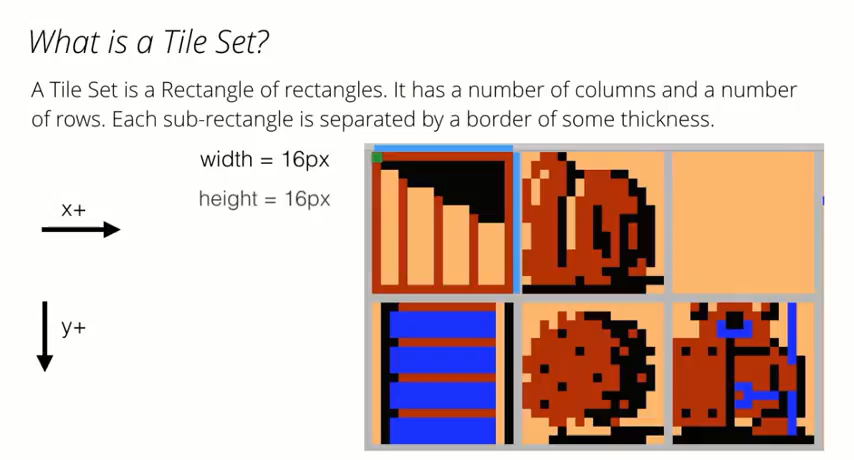 What is a Tile Set?
A Tile Set is a Rectangle of rectangles. It has a number of columns and a number
of rows. Each sub-rectangle is separated by a border of some thickness.
width = 16px
height = 16px
x+
y+